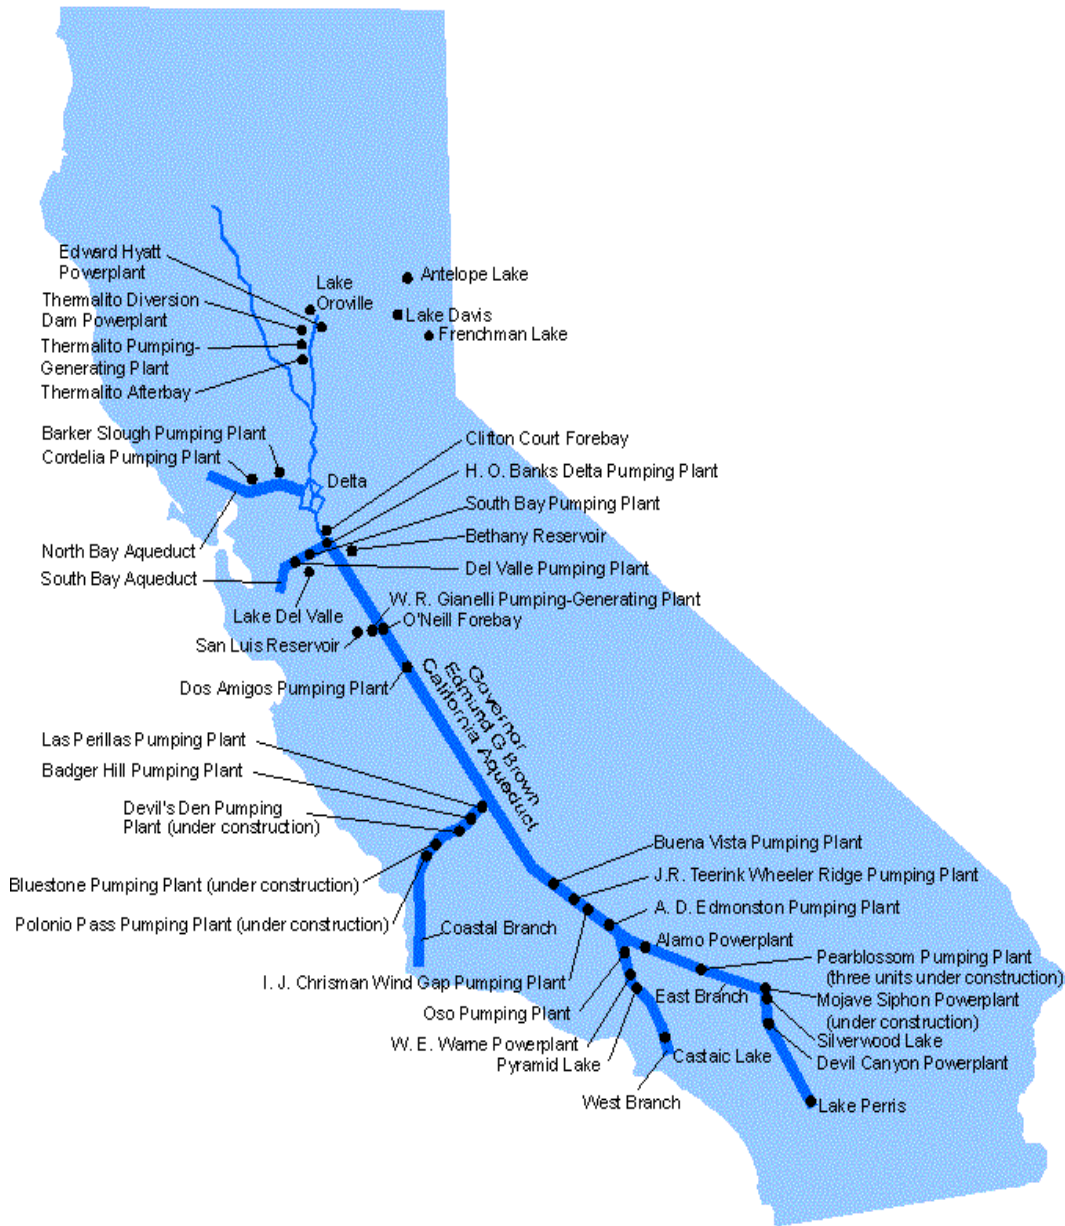 Edward Hyatt
Powerplant
Thermalito Diversion
Dam Powerplant
Thermalito Pumping-
Generating Plant
Thermalito Afterbay
Lake
Oroville
Antelope Lake
Lake Davis
Frenchman Lake
Barker Slough Pumping Plant
Cordelia Pumping Plant
Delta
Clifton Court Forebay
H. O. Banks Delta Pumping Plant
South Bay Pumping Plant
Bethany Reservoir
Del Valle Pumping Plant
North Bay Aqueduct
South Bay Aqueduct
Lake Del Valle
W. R. Gianelli Pumping-Generating Plant
O'Neill Forebay
San Luis Reservoir
Dos Amigos Pumping Plant
Governor
Edmund G Brown
California Aqueduct
Las Perillas Pumping Plant
Badger Hill Pumping Plant
Devil's Den Pumping
Plant (under construction)
Bluestone Pumping Plant (under construction)
Polonio Pass Pumping Plant (under construction)
Coastal Branch
Buena Vista Pumping Plant
J.R. Teerink Wheeler Ridge Pumping Plant
A. D. Edmonston Pumping Plant
Alamo Powerplant
Pearblossom Pumping Plant
(three units under construction)
I. J. Chrisman Wind Gap Pumping Plant
East Branch
Mojave Siphon Powerplant
(under construction)
Oso Pumping Plant
Silverwood Lake
W. E. Warne Powerplant
Pyramid Lake
Castaic Lake
Devil Canyon Powerplant
West Branch
Lake Perris